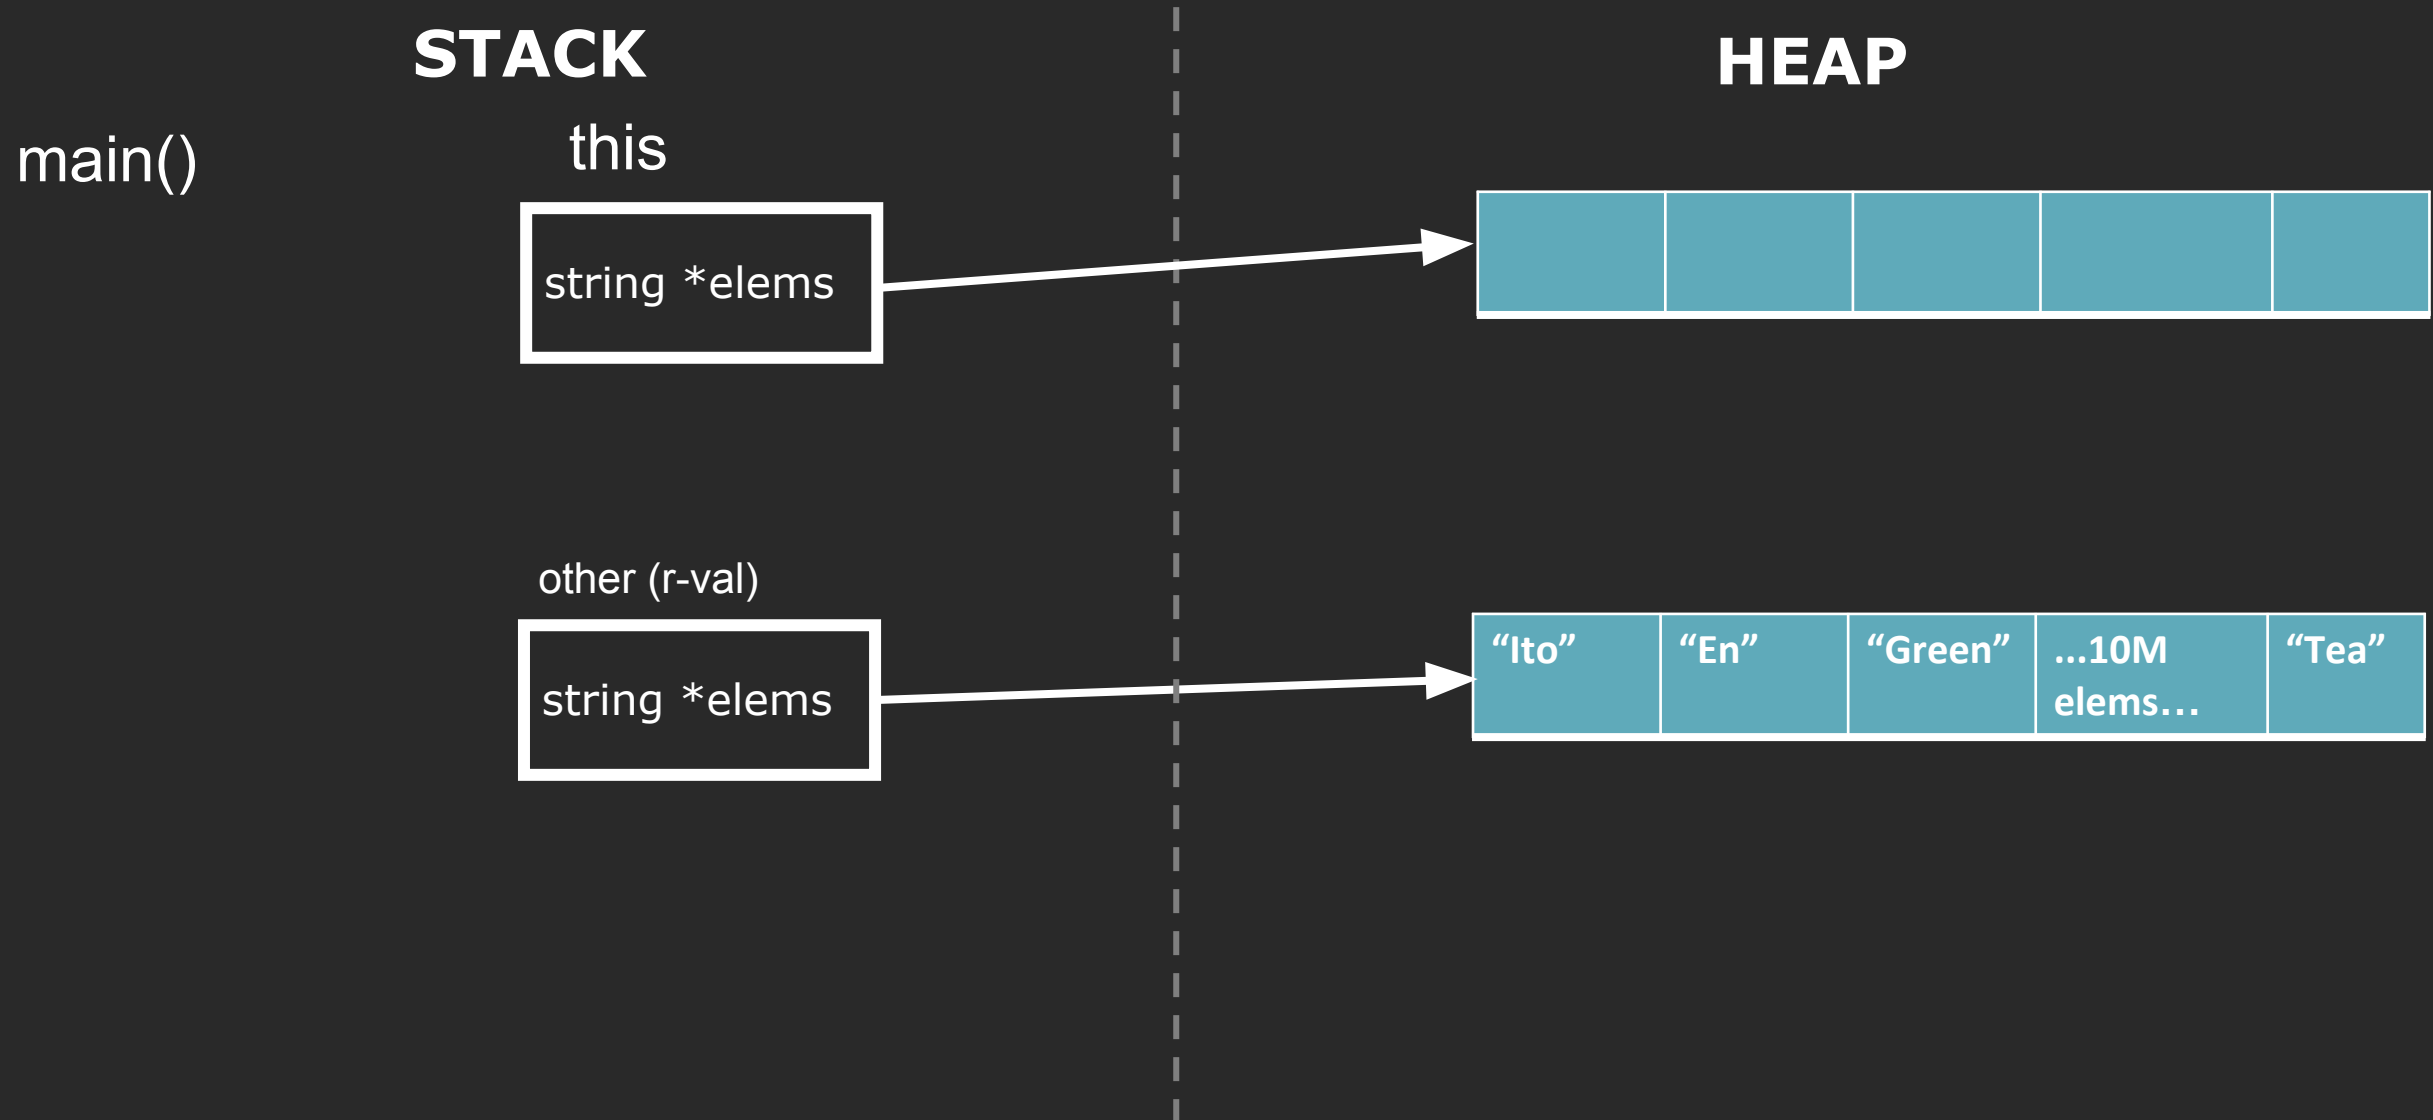 STACK
HEAP
main()
this
string *elems
other (r-val)
string *elems
“Ito”
“En”
“Green”
...10M
elems...
“Tea”